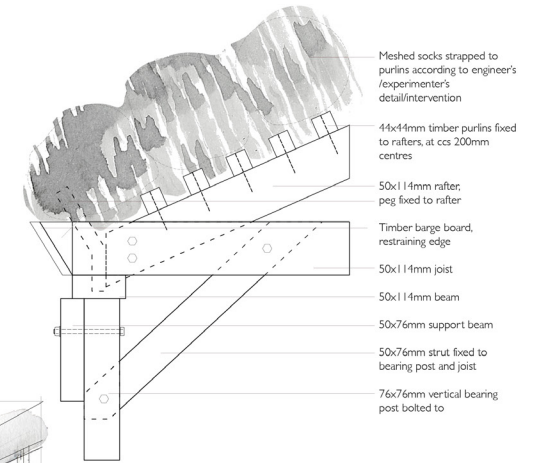 Meshed socks strapped to
purlins according to engineer's
/experimenter's
detail/intervention
44x44mm timber purlins fixed
to rafters, at ccs 200mm
centres
50x114mm rafter,
peg fixed to rafter
Timber barge board,
restraining edge
50x114mm joist
50x114mm beam
50x76mm support beam
50x76mm strut fixed to
bearing post and joist
76x76mm vertical bearing
post bolted to